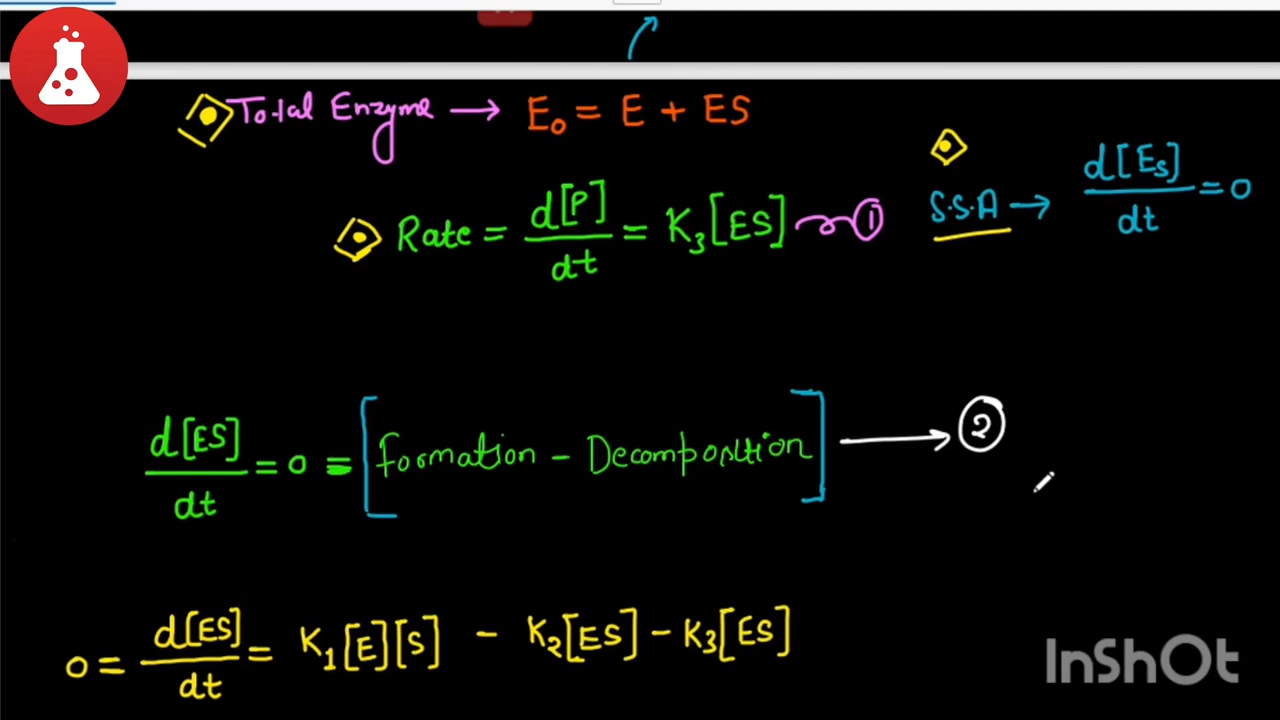 Total Enzyme → E₀ = E + ES
Rate = d[P]/dt = K₃[ES] ①
S.S.A → d[Es]/dt = 0
d[ES]/dt = 0 = [Formation - Decomposition] → ②
0 = d[ES]/dt = K₁[E][S] - K₂[ES] - K₃[ES]
InShOt